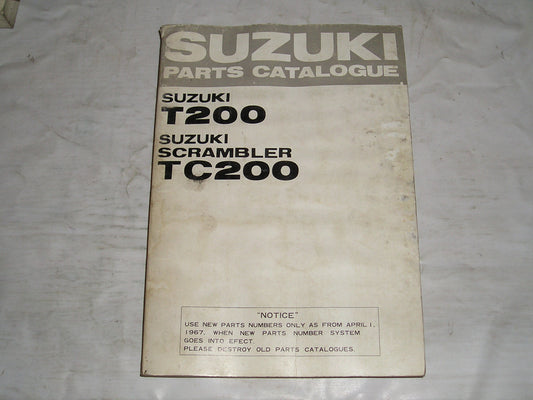 SUZUKI
PARTS CATALOGUE
SUZUKI
T200
SUZUKI
SCRAMBLER
TC200
"NOTICE"
USE NEW PARTS NUMBERS ONLY AS FROM APRIL 1,
1967, WHEN NEW PARTS NUMBER SYSTEM
GOES INTO EFECT.
PLEASE DESTROY OLD PARTS CATALOGUES.